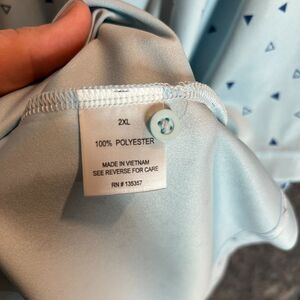 2XL
100% POLYESTER
MADE IN VIETNAM
SEE REVERSE FOR CARE
RN # 135357